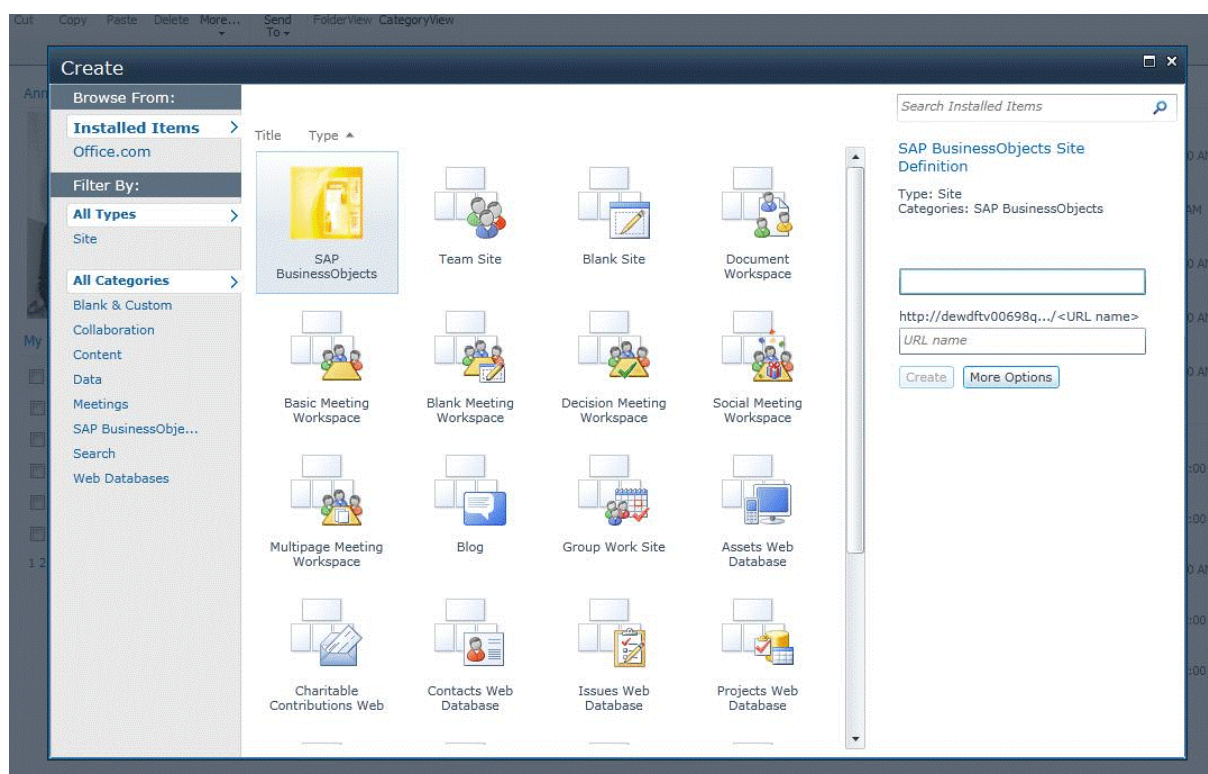 Cut Copy Paste Delete More... Send To FolderView CategoryView
Create
Browse From:
Installed Items
Office.com
Filter By:
All Types
Site
All Categories
Blank & Custom
Collaboration
Content
Data
Meetings
SAP BusinessObje...
Search
Web Databases
Title Type
SAP
BusinessObjects
Team Site
Blank Site
Document
Workspace
Basic Meeting
Workspace
Blank Meeting
Workspace
Decision Meeting
Workspace
Social Meeting
Workspace
Multipage Meeting
Workspace
Blog
Group Work Site
Assets Web
Database
Charitable
Contributions Web
Contacts Web
Database
Issues Web
Database
Projects Web
Database
Search Installed Items
SAP BusinessObjects Site
Definition
Type: Site
Categories: SAP BusinessObjects
http://dewdftv00698q.../<URL name>
URL name
Create More Options
My
1 2